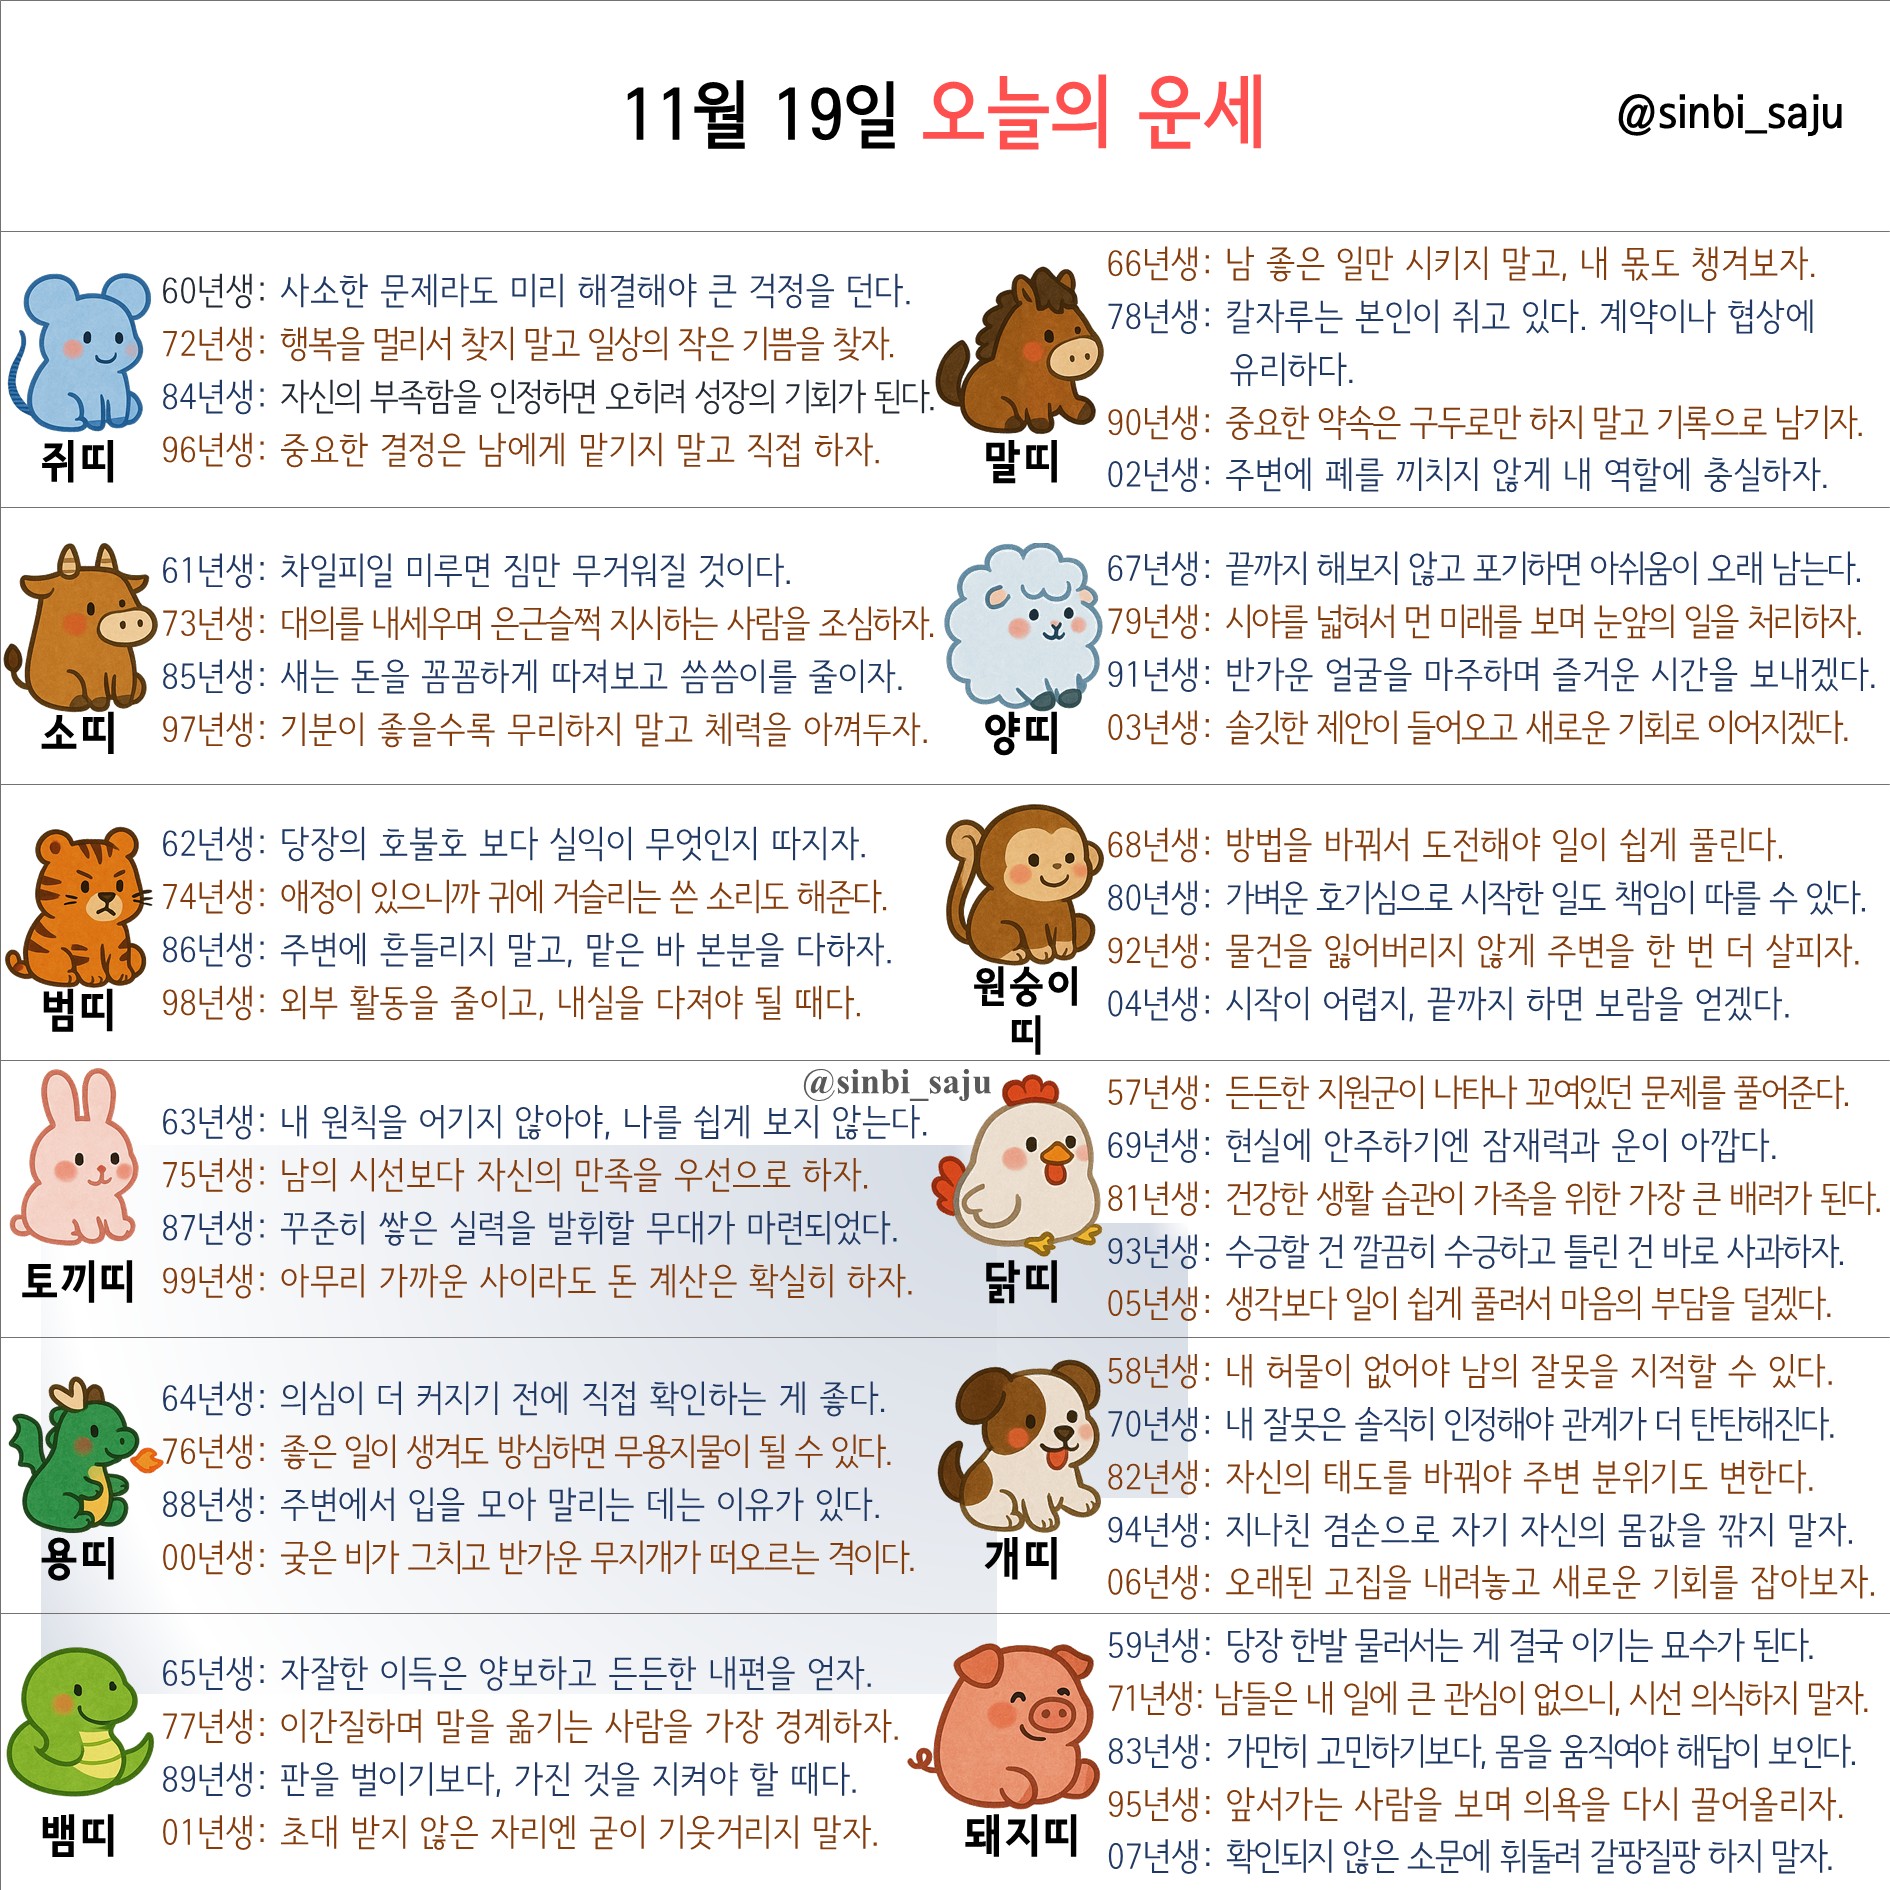 11월 19일 오늘의 운세
@sinbi_saju
60년생: 사소한 문제라도 미리 해결해야 큰 걱정을 던다.
72년생: 행복을 멀리서 찾지 말고 일상의 작은 기쁨을 찾자.
84년생: 자신의 부족함을 인정하면 오히려 성장의 기회가 된다.
96년생: 중요한 결정은 남에게 맡기지 말고 직접 하자.
쥐띠
66년생: 남 좋은 일만 시키지 말고, 내 몫도 챙겨보자.
78년생: 칼자루는 본인이 쥐고 있다. 계약이나 협상에
유리하다.
90년생: 중요한 약속은 구두로만 하지 말고 기록으로 남기자.
02년생: 주변에 폐를 끼치지 않게 내 역할에 충실하자.
말띠
61년생: 차일피일 미루면 짐만 무거워질 것이다.
73년생: 대의를 내세우며 은근슬쩍 지시하는 사람을 조심하자.
85년생: 새는 돈을 꼼꼼하게 따져보고 씀씀이를 줄이자.
97년생: 기분이 좋을수록 무리하지 말고 체력을 아껴두자.
소띠
67년생: 끝까지 해보지 않고 포기하면 아쉬움이 오래 남는다.
79년생: 시야를 넓혀서 먼 미래를 보며 눈앞의 일을 처리하자.
91년생: 반가운 얼굴을 마주하며 즐거운 시간을 보내겠다.
03년생: 솔깃한 제안이 들어오고 새로운 기회로 이어지겠다.
양띠
62년생: 당장의 호불호 보다 실익이 무엇인지 따지자.
74년생: 애정이 있으니까 귀에 거슬리는 쓴 소리도 해준다.
86년생: 주변에 흔들리지 말고, 맡은 바 본분을 다하자.
98년생: 외부 활동을 줄이고, 내실을 다져야 될 때다.
범띠
68년생: 방법을 바꿔서 도전해야 일이 쉽게 풀린다.
80년생: 가벼운 호기심으로 시작한 일도 책임이 따를 수 있다.
92년생: 물건을 잃어버리지 않게 주변을 한 번 더 살피자.
04년생: 시작이 어렵지, 끝까지 하면 보람을 얻겠다.
원숭이
띠
@sinbi_saju
63년생: 내 원칙을 어기지 않아야, 나를 쉽게 보지 않는다.
75년생: 남의 시선보다 자신의 만족을 우선으로 하자.
87년생: 꾸준히 쌓은 실력을 발휘할 무대가 마련되었다.
99년생: 아무리 가까운 사이라도 돈 계산은 확실히 하자.
토끼띠
57년생: 든든한 지원군이 나타나 꼬여있던 문제를 풀어준다.
69년생: 현실에 안주하기엔 잠재력과 운이 아깝다.
81년생: 건강한 생활 습관이 가족을 위한 가장 큰 배려가 된다.
93년생: 수긍할 건 깔끔히 수긍하고 틀린 건 바로 사과하자.
05년생: 생각보다 일이 쉽게 풀려서 마음의 부담을 덜겠다.
닭띠
64년생: 의심이 더 커지기 전에 직접 확인하는 게 좋다.
76년생: 좋은 일이 생겨도 방심하면 무용지물이 될 수 있다.
88년생: 주변에서 입을 모아 말리는 데는 이유가 있다.
00년생: 궂은 비가 그치고 반가운 무지개가 떠오르는 격이다.
용띠
58년생: 내 허물이 없어야 남의 잘못을 지적할 수 있다.
70년생: 내 잘못은 솔직히 인정해야 관계가 더 탄탄해진다.
82년생: 자신의 태도를 바꿔야 주변 분위기도 변한다.
94년생: 지나친 겸손으로 자기 자신의 몸값을 깎지 말자.
06년생: 오래된 고집을 내려놓고 새로운 기회를 잡아보자.
개띠
65년생: 자잘한 이득은 양보하고 든든한 내편을 얻자.
77년생: 이간질하며 말을 옮기는 사람을 가장 경계하자.
89년생: 판을 벌이기보다, 가진 것을 지켜야 할 때다.
01년생: 초대 받지 않은 자리엔 굳이 기웃거리지 말자.
뱀띠
59년생: 당장 한발 물러서는 게 결국 이기는 묘수가 된다.
71년생: 남들은 내 일에 큰 관심이 없으니, 시선 의식하지 말자.
83년생: 가만히 고민하기보다, 몸을 움직여야 해답이 보인다.
95년생: 앞서가는 사람을 보며 의욕을 다시 끌어올리자.
07년생: 확인되지 않은 소문에 휘둘려 갈팡질팡 하지 말자.
돼지띠